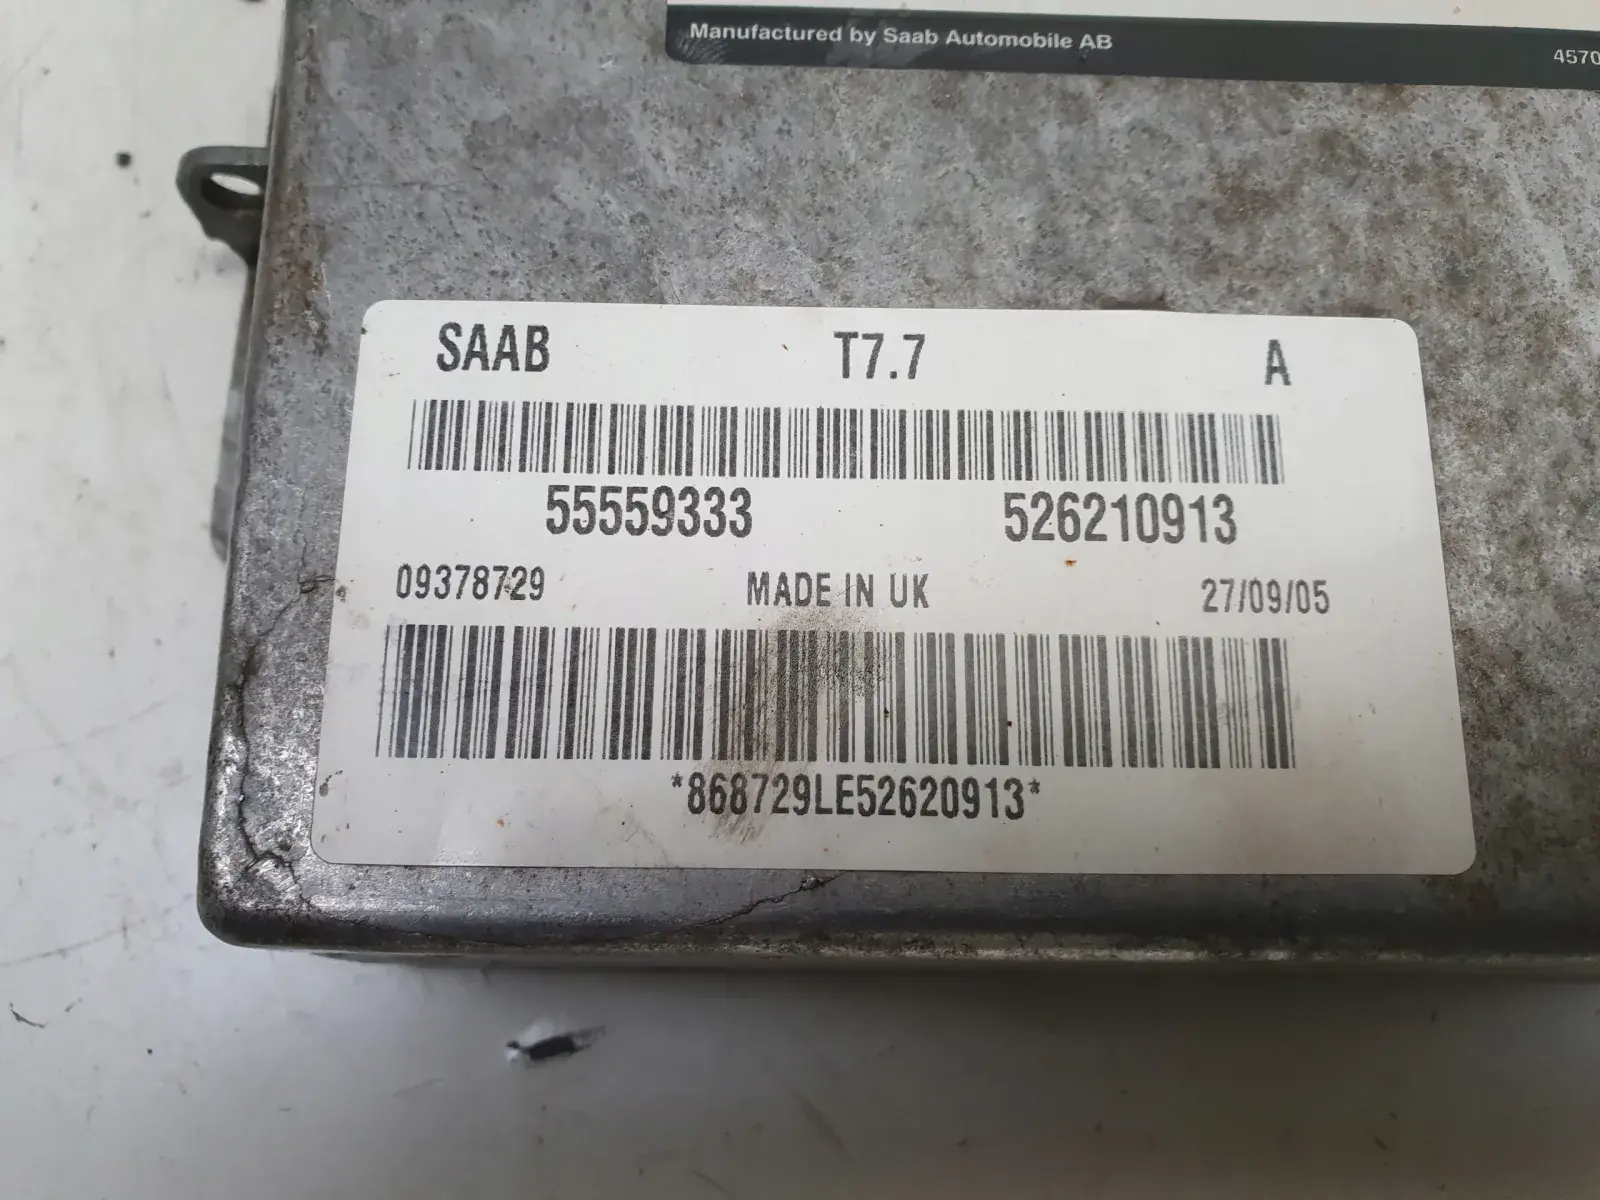 Manufactured by Saab Automobile AB
4570
SAAB T7.7 A
55559333 526210913
09378729 MADE IN UK 27/09/05
*868729LE52620913*